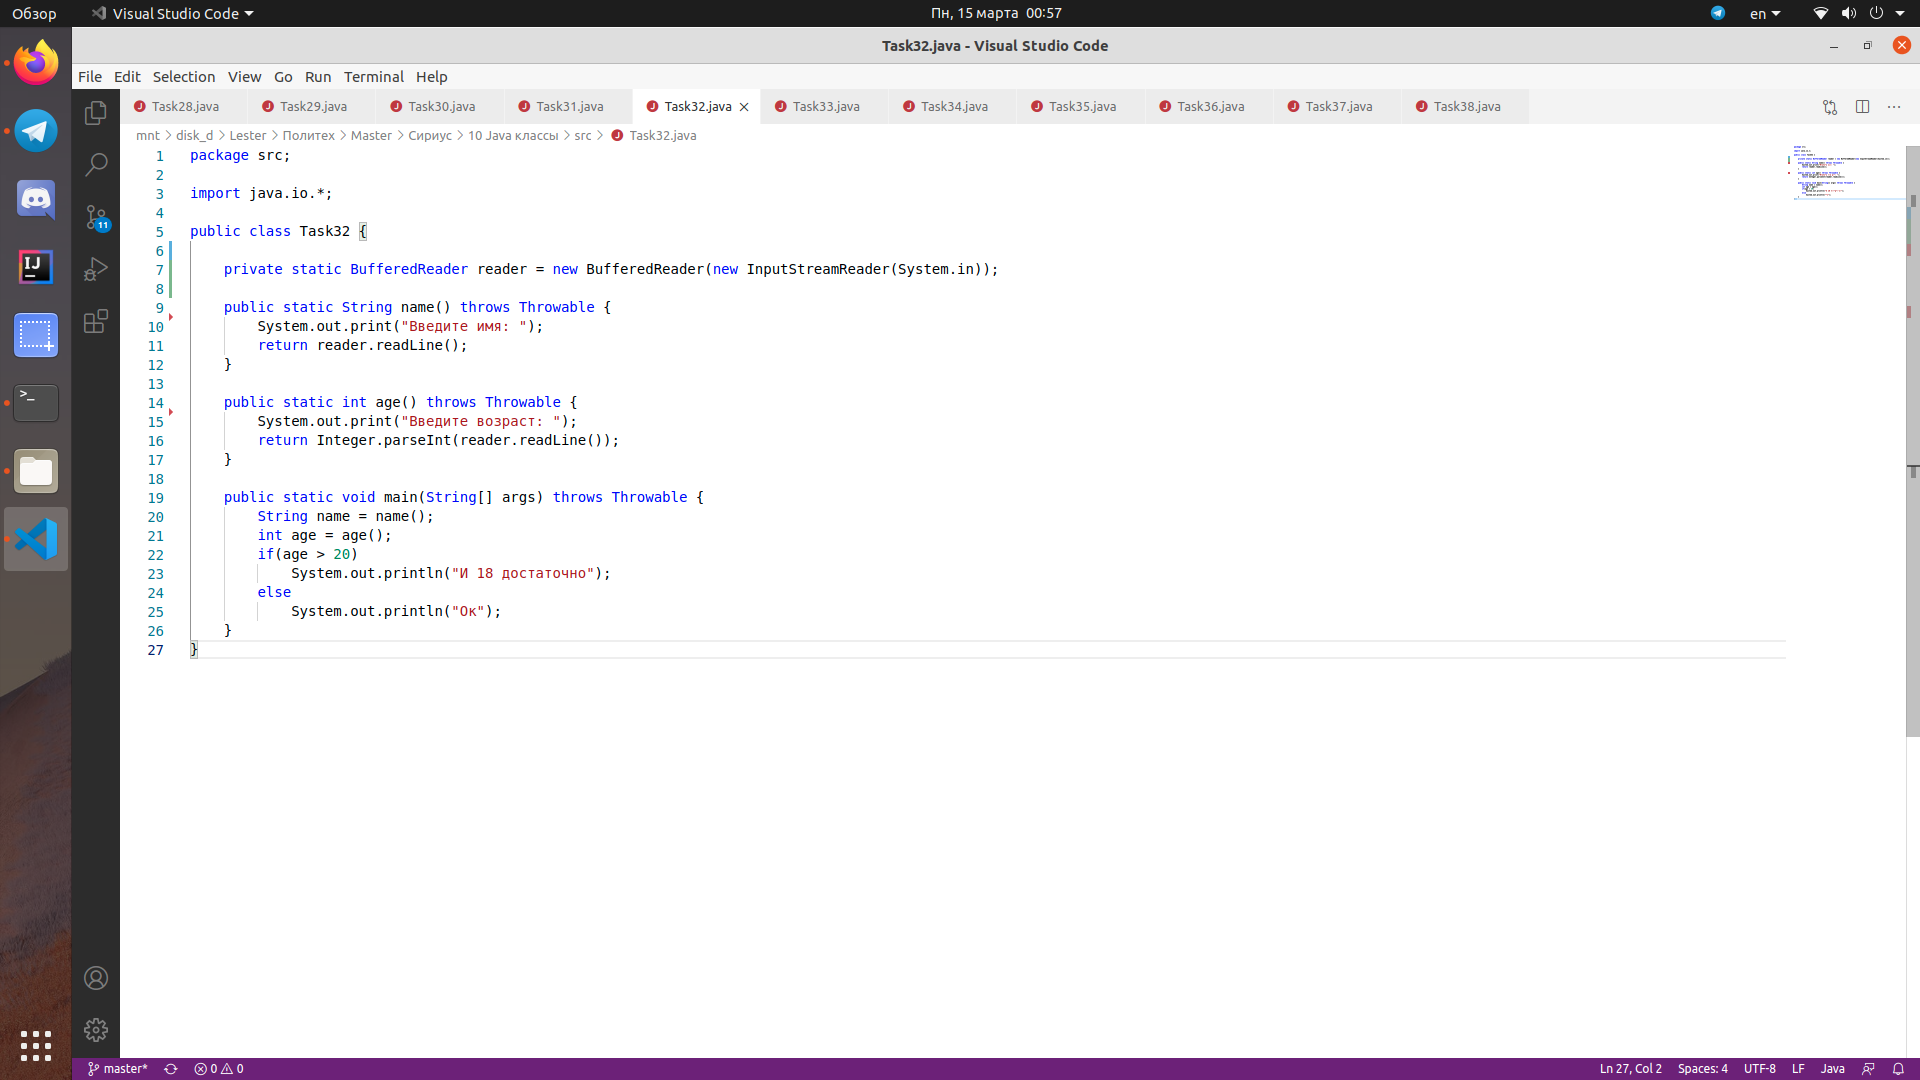 Обзор Visual Studio Code Пн, 15 марта 00:57 en
Task32.java - Visual Studio Code
File Edit Selection View Go Run Terminal Help
Task28.java Task29.java Task30.java Task31.java Task32.java Task33.java Task34.java Task35.java Task36.java Task37.java Task38.java
mnt > disk_d > Lester > Политех > Master > Сириус > 10 Java классы > src > Task32.java
1 package src;
2
3 import java.io.*;
4
5 public class Task32 {
6
7 private static BufferedReader reader = new BufferedReader(new InputStreamReader(System.in));
8
9 public static String name() throws Throwable {
10 System.out.print("Введите имя: ");
11 return reader.readLine();
12 }
13
14 public static int age() throws Throwable {
15 System.out.print("Введите возраст: ");
16 return Integer.parseInt(reader.readLine());
17 }
18
19 public static void main(String[] args) throws Throwable {
20 String name = name();
21 int age = age();
22 if(age > 20)
23 System.out.println("И 18 достаточно");
24 else
25 System.out.println("Ок");
26 }
27 }
11
IJ
>_
master* 0 0 Ln 27, Col 2 Spaces: 4 UTF-8 LF Java